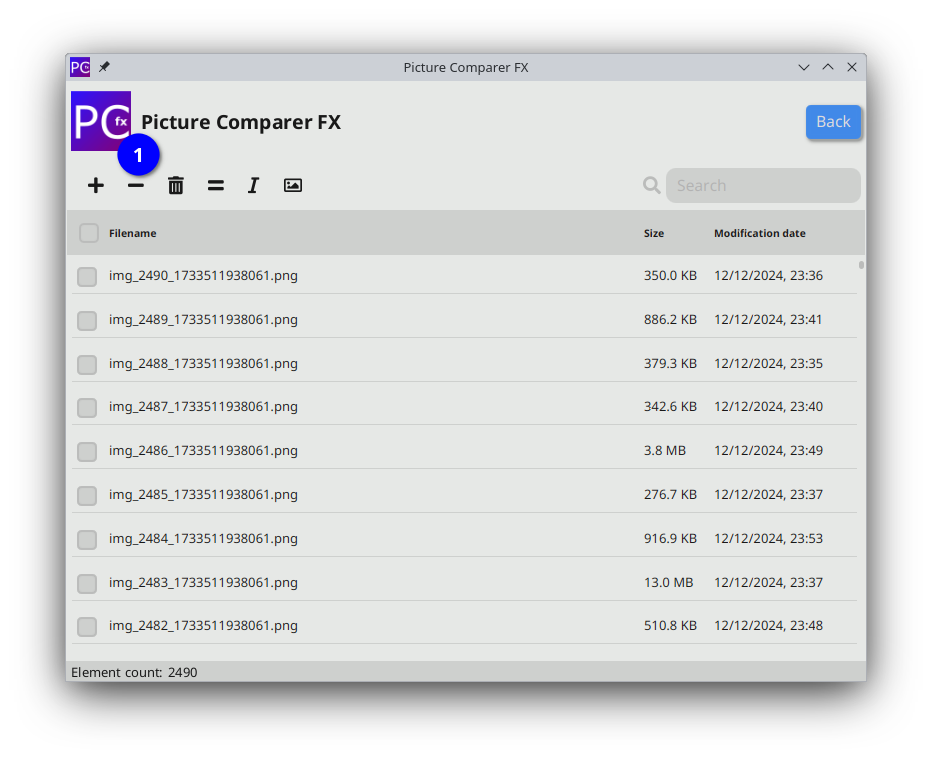 PC fx Picture Comparer FX
PC fx Picture Comparer FX Back
1
Search
Filename Size Modification date
img_2490_1733511938061.png 350.0 KB 12/12/2024, 23:36
img_2489_1733511938061.png 886.2 KB 12/12/2024, 23:41
img_2488_1733511938061.png 379.3 KB 12/12/2024, 23:35
img_2487_1733511938061.png 342.6 KB 12/12/2024, 23:40
img_2486_1733511938061.png 3.8 MB 12/12/2024, 23:49
img_2485_1733511938061.png 276.7 KB 12/12/2024, 23:37
img_2484_1733511938061.png 916.9 KB 12/12/2024, 23:53
img_2483_1733511938061.png 13.0 MB 12/12/2024, 23:37
img_2482_1733511938061.png 510.8 KB 12/12/2024, 23:48
Element count: 2490